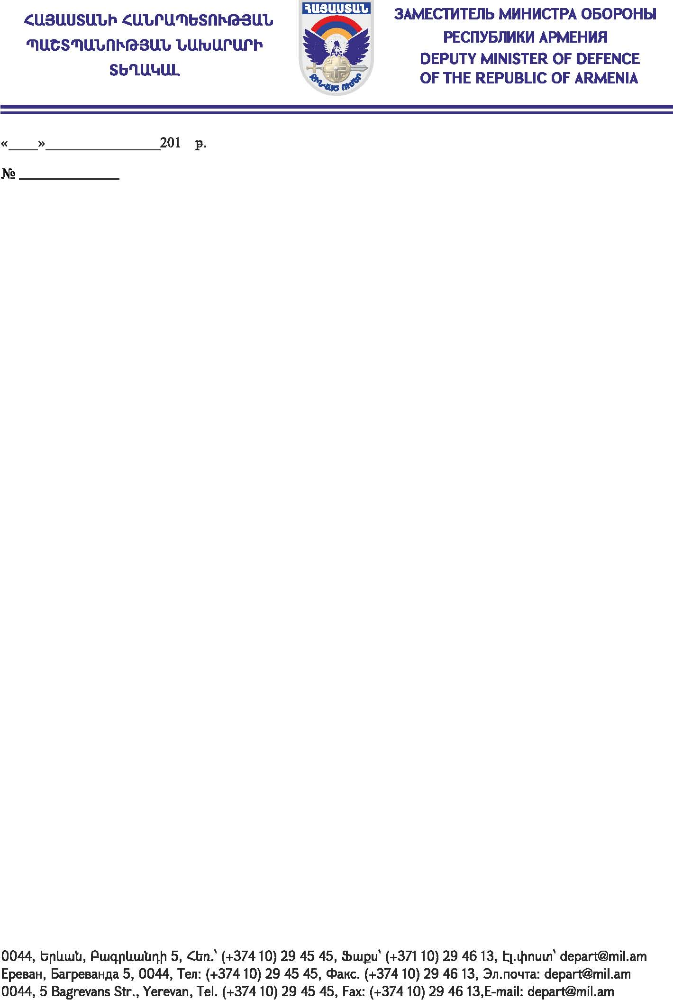 ՀԱՅԱՍՏԱՆԻ ՀԱՆՐԱՊԵՏՈՒԹՅԱՆ
ՊԱՇՏՊԱՆՈՒԹՅԱՆ ՆԱԽԱՐԱՐԻ
ՏԵՂԱԿԱԼ
ՀԱՅԱՍՏԱՆ
ԶԻՆՎԱԾ ՈՒԺԵՐ
ЗАМЕСТИТЕЛЬ МИНИСТРА ОБОРОНЫ
РЕСПУБЛИКИ АРМЕНИЯ
DEPUTY MINISTER OF DEFENCE
OF THE REPUBLIC OF ARMENIA
«____»________________201 թ.
№ ______________
0044, Երևան, Բագրևանդի 5, Հեռ.՝ (+374 10) 29 45 45, Ֆաքս՝ (+371 10) 29 46 13, Էլ.փոստ՝ depart@mil.am
Ереван, Багреванда 5, 0044, Тел: (+374 10) 29 45 45, Факс. (+374 10) 29 46 13, Эл.почта: depart@mil.am
0044, 5 Bagrevans Str., Yerevan, Tel. (+374 10) 29 45 45, Fax: (+374 10) 29 46 13,E-mail: depart@mil.am